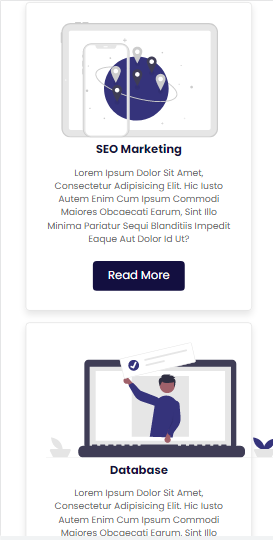 SEO Marketing
Lorem Ipsum Dolor Sit Amet,
Consectetur Adipisicing Elit. Hic Iusto
Autem Enim Cum Ipsum Commodi
Maiores Obcaecati Earum, Sint Illo
Minima Pariatur Sequi Blanditiis Impedit
Eaque Aut Dolor Id Ut?
Read More
Database
Lorem Ipsum Dolor Sit Amet,
Consectetur Adipisicing Elit. Hic Iusto
Autem Enim Cum Ipsum Commodi
Maiores Obcaecati Earum, Sint Illo